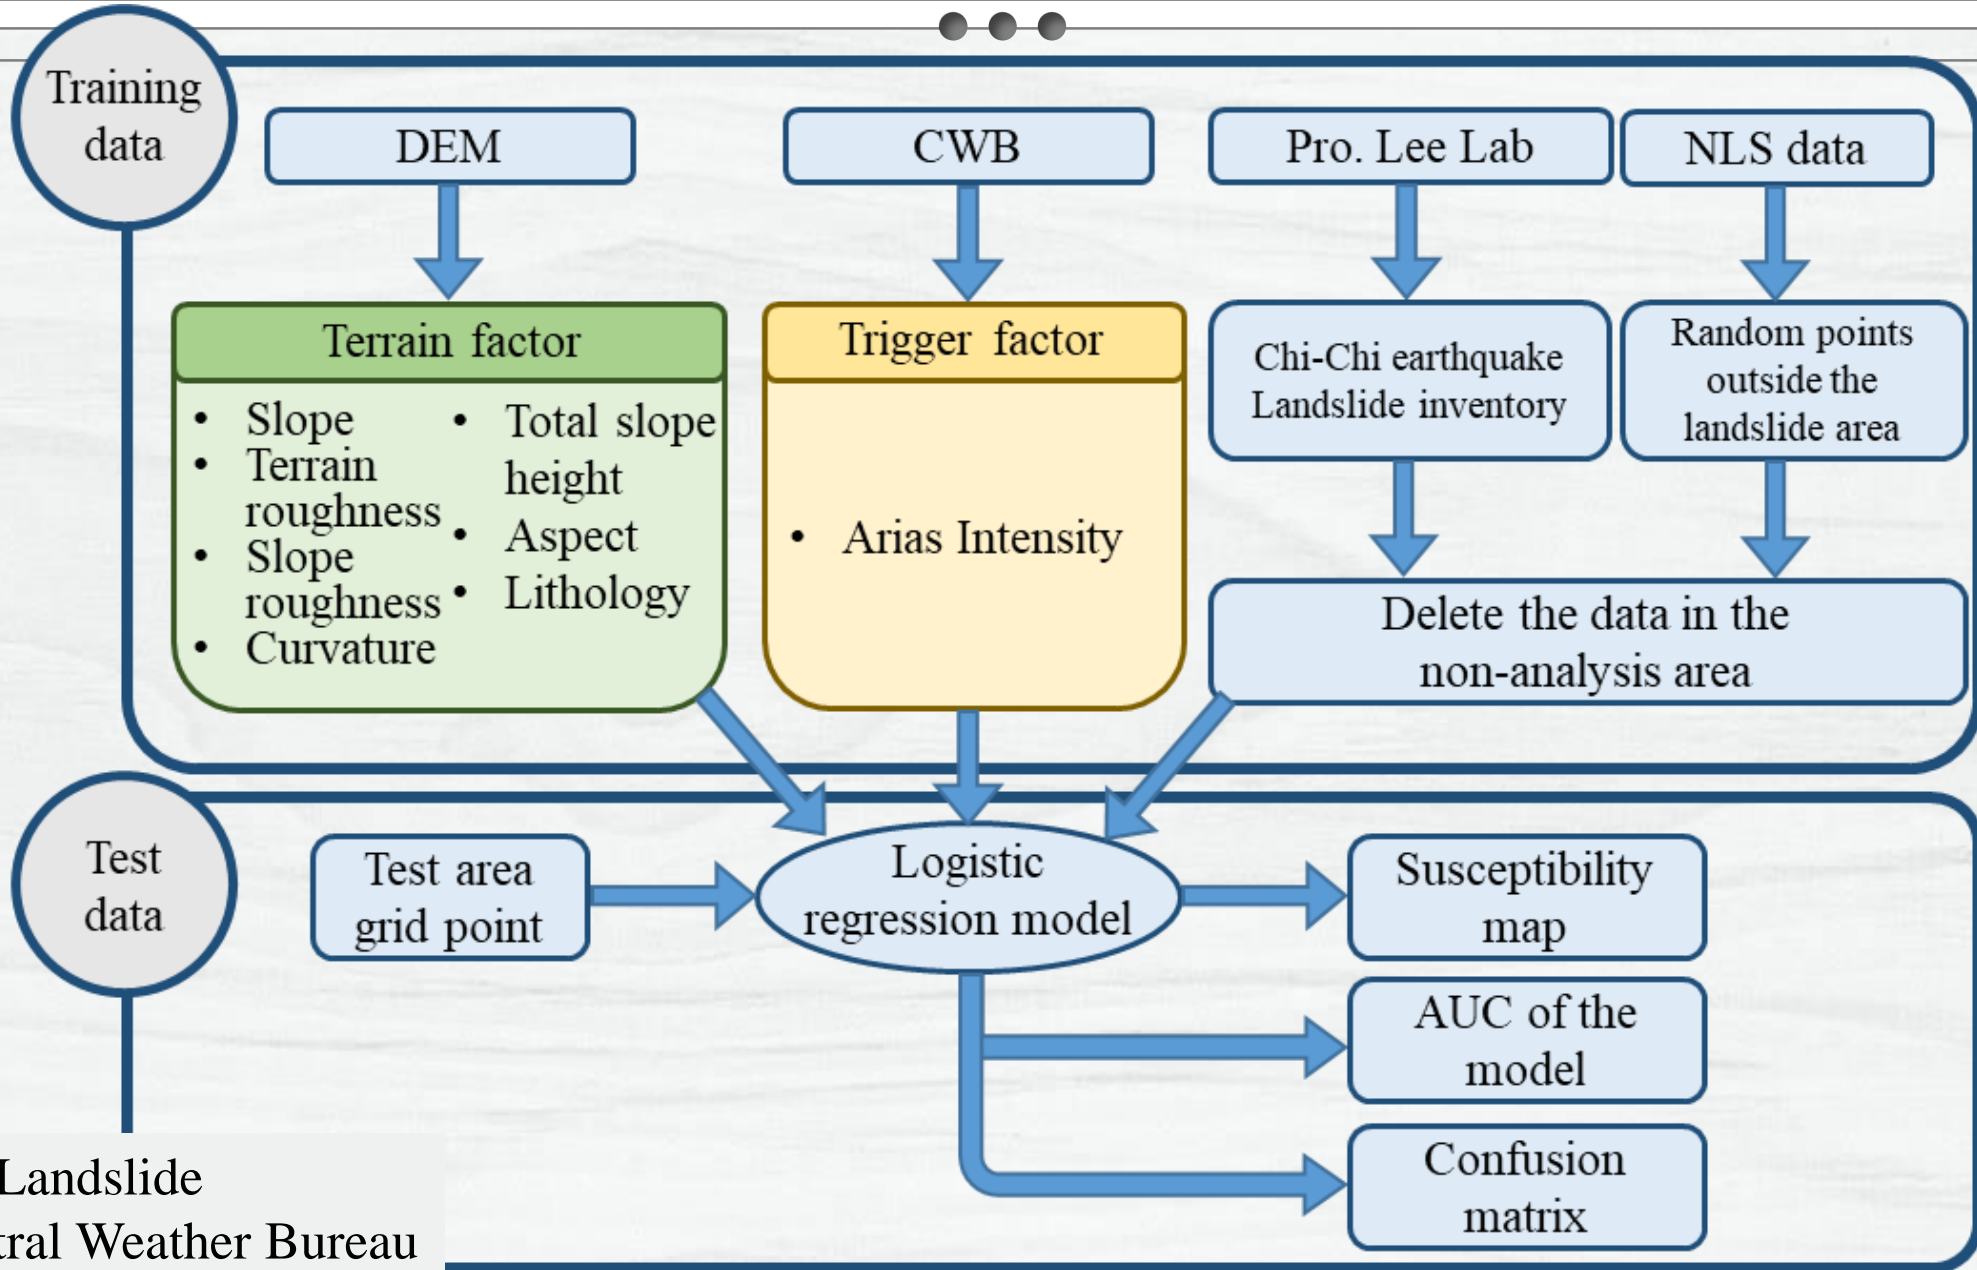 Training
data
DEM
CWB
Pro. Lee Lab
NLS data
Terrain factor
• Slope
• Terrain
roughness
• Slope
roughness
• Curvature
• Total slope
height
• Aspect
• Lithology
Trigger factor
• Arias Intensity
Chi-Chi earthquake
Landslide inventory
Random points
outside the
landslide area
Delete the data in the
non-analysis area
Test
data
Test area
grid point
Logistic
regression model
Susceptibility
map
AUC of the
model
Confusion
matrix
Landslide
Weather Bureau